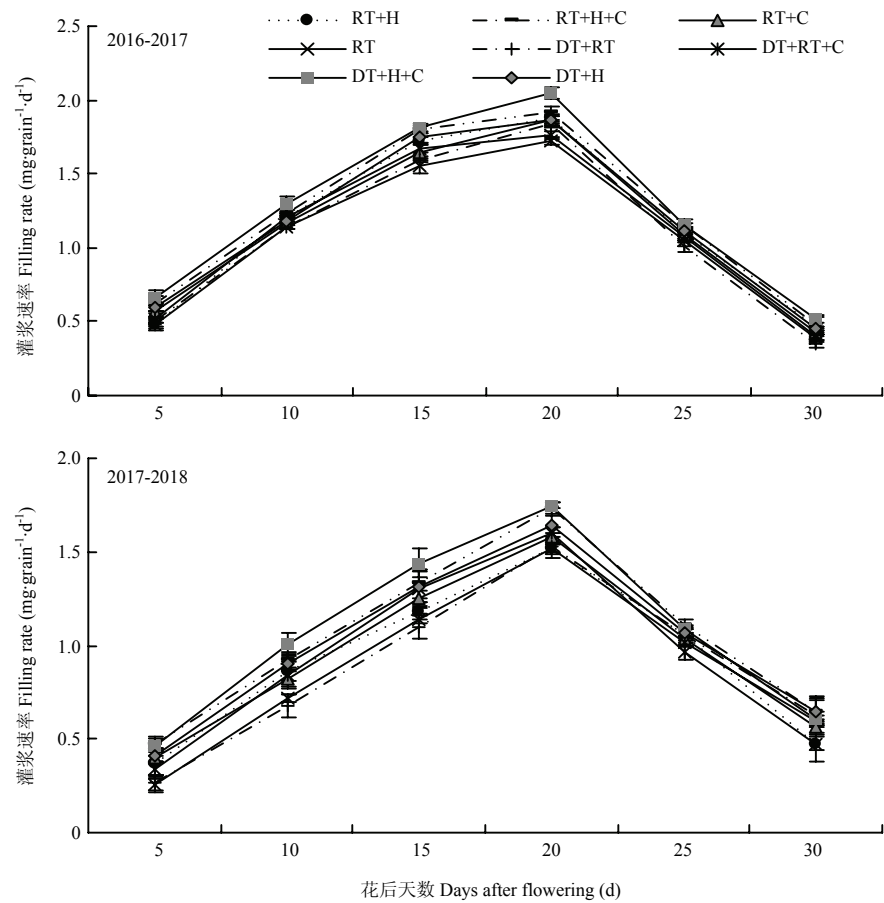 RT+H RT+H+C RT+C
RT DT+RT DT+RT+C
DT+H+C DT+H
2016-2017
灌浆速率 Filling rate (mg·grain⁻¹·d⁻¹)
2.5
2.0
1.5
1.0
0.5
0
5 10 15 20 25 30
2017-2018
灌浆速率 Filling rate (mg·grain⁻¹·d⁻¹)
2.0
1.5
1.0
0.5
0
5 10 15 20 25 30
花后天数 Days after flowering (d)